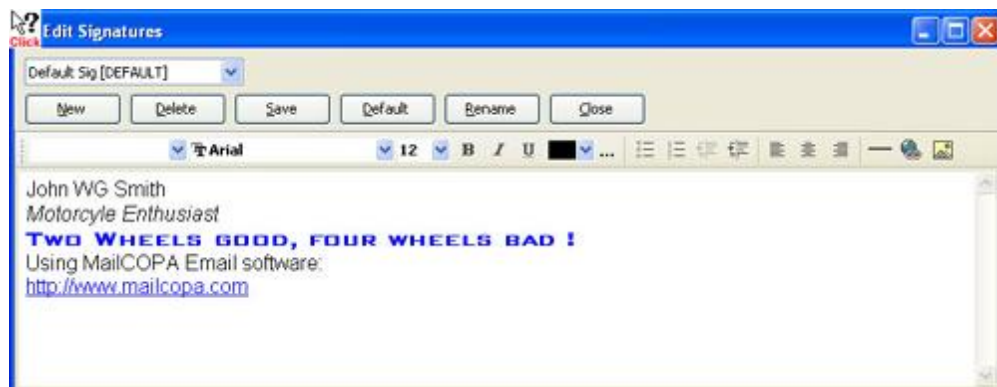 ?
Click
Edit Signatures
Default Sig [DEFAULT]
New Delete Save Default Rename Close
Arial 12 B I U ...
John WG Smith
Motorcyle Enthusiast
Two Wheels good, four wheels bad !
Using MailCOPA Email software:
http://www.mailcopa.com